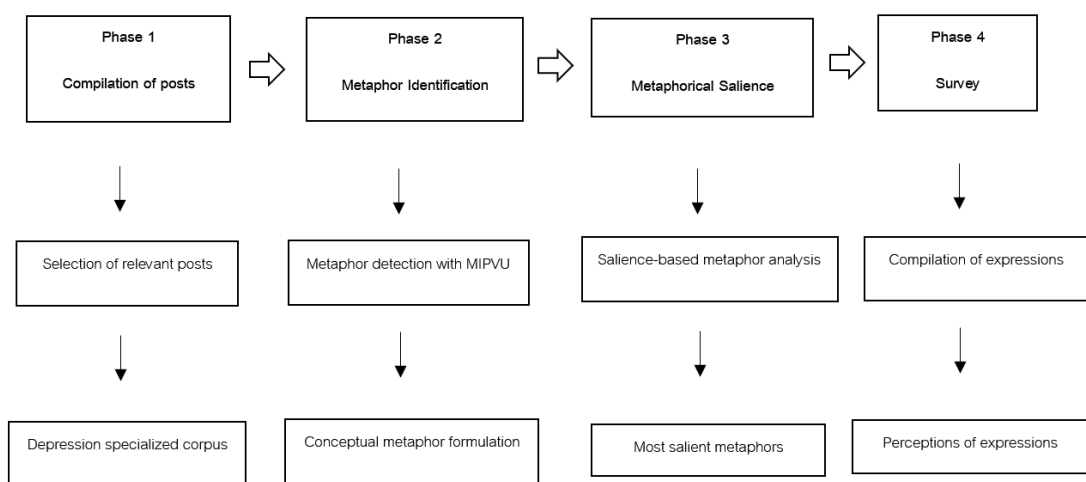 Phase 1
Compilation of posts
Phase 2
Metaphor Identification
Phase 3
Metaphorical Salience
Phase 4
Survey
Selection of relevant posts
Metaphor detection with MIPVU
Salience-based metaphor analysis
Compilation of expressions
Depression specialized corpus
Conceptual metaphor formulation
Most salient metaphors
Perceptions of expressions